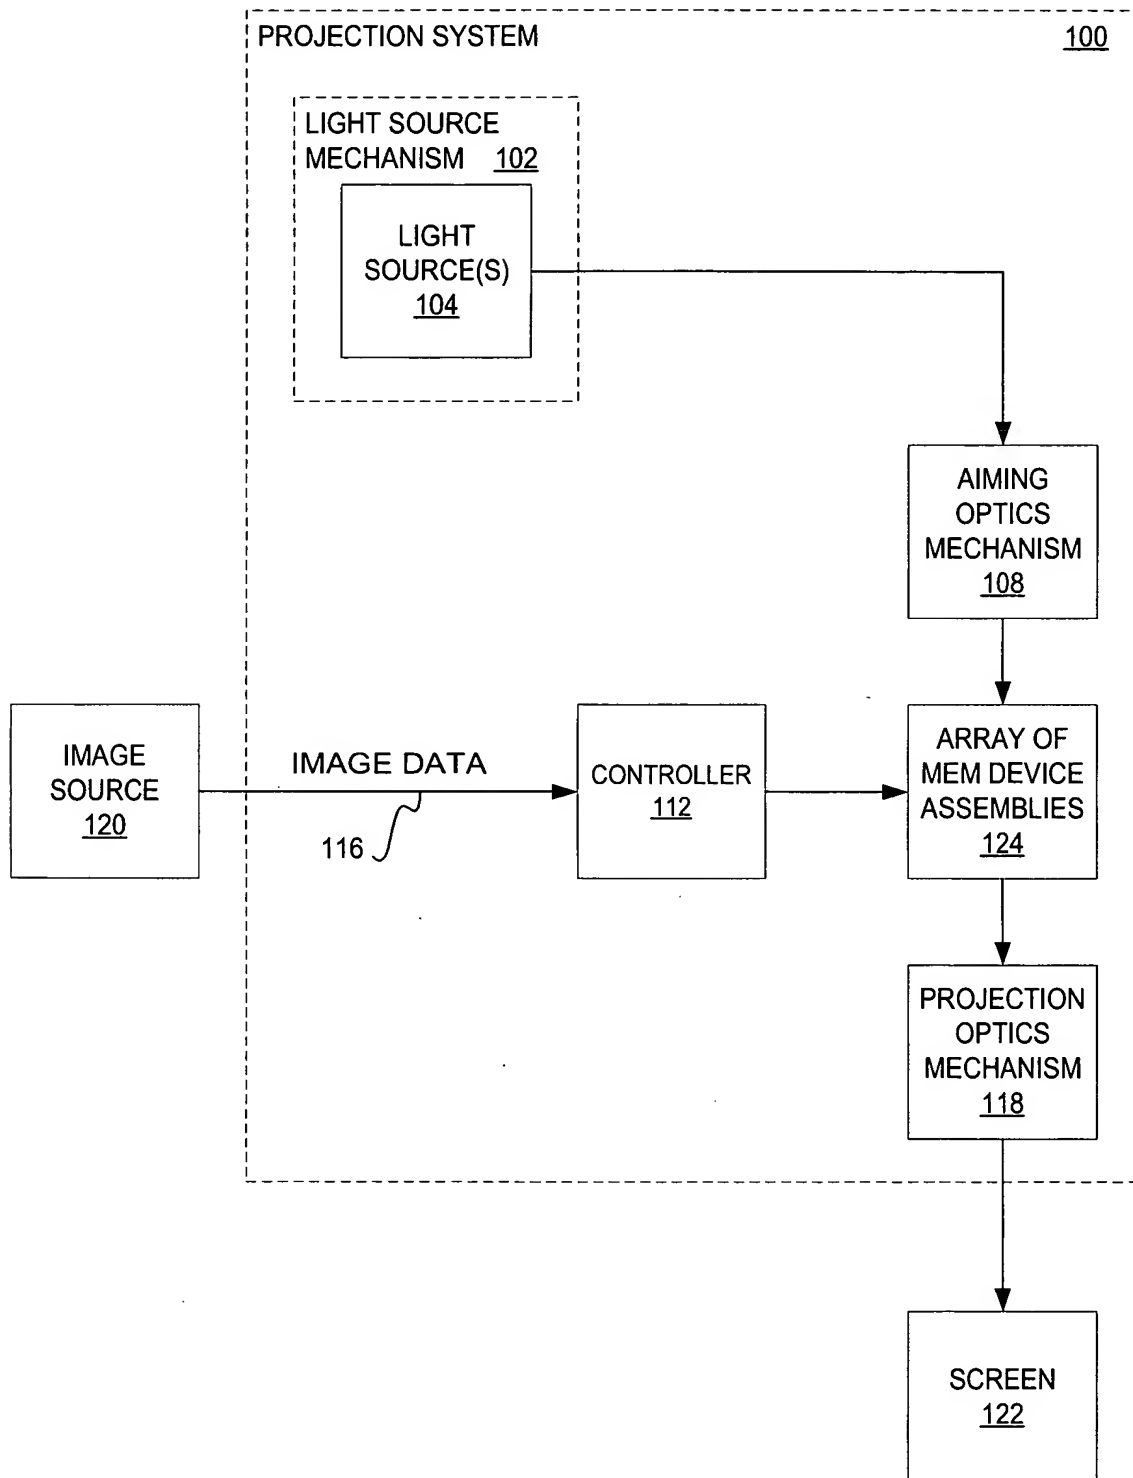 PROJECTION SYSTEM 100
LIGHT SOURCE
MECHANISM 102
LIGHT
SOURCE(S)
104
AIMING
OPTICS
MECHANISM
108
IMAGE
SOURCE
120
IMAGE DATA
116
CONTROLLER
112
ARRAY OF
MEM DEVICE
ASSEMBLIES
124
PROJECTION
OPTICS
MECHANISM
118
SCREEN
122